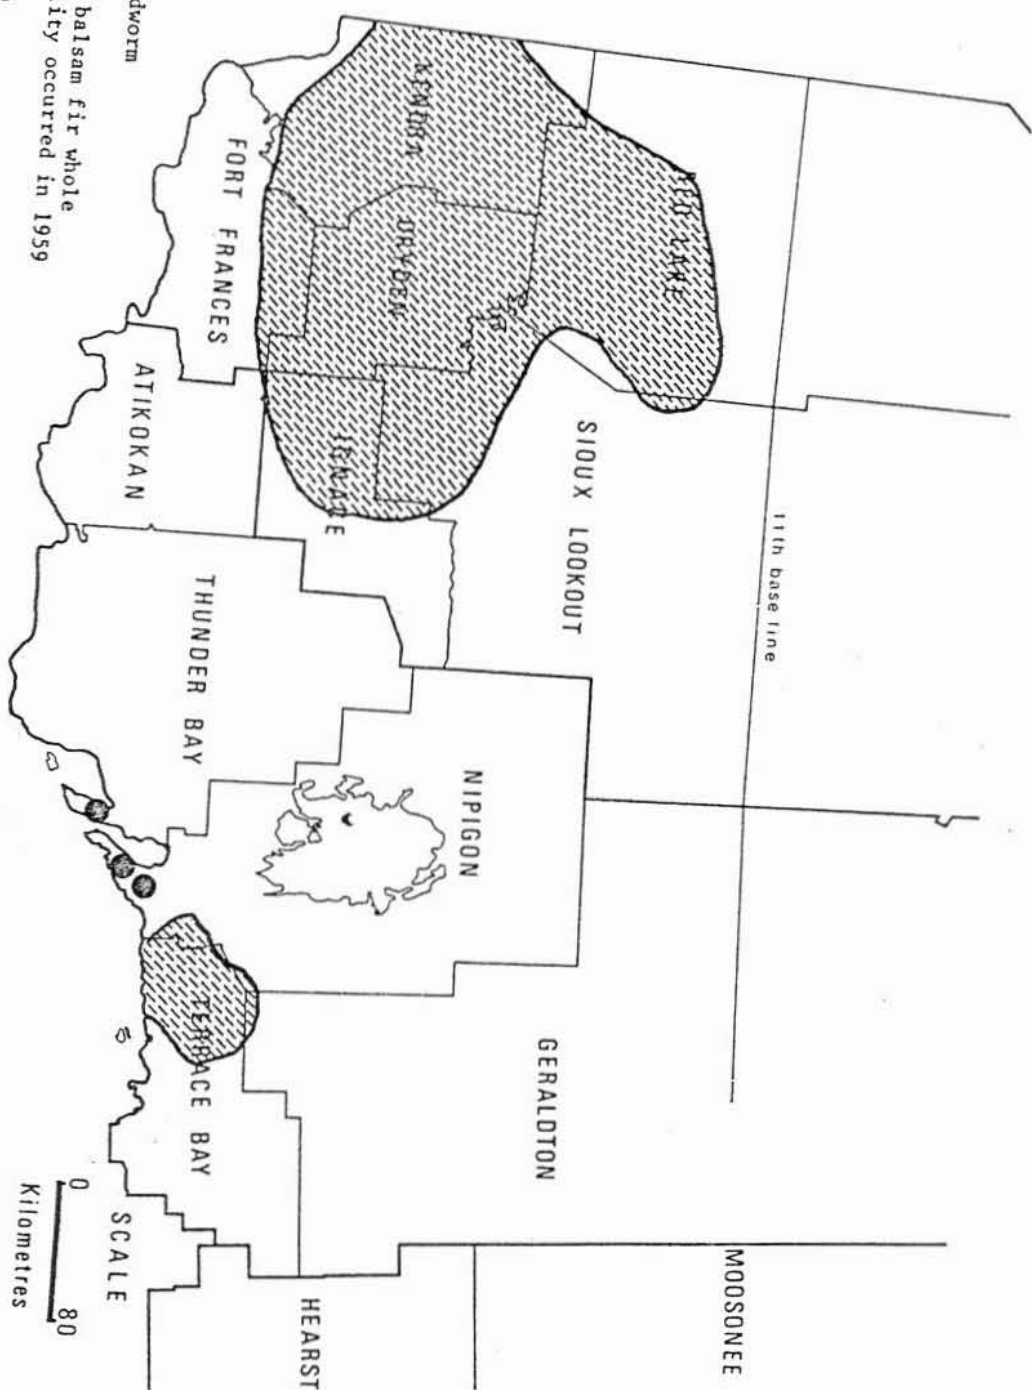 dworm
balsam fir whole
ity occurred in 1959
KENORA
RED LAKE
DRYDEN
FORT FRANCES
IGNACE
SIOUX LOOKOUT
ATIKOKAN
11th base line
THUNDER BAY
NIPIGON
TERRACE BAY
GERALDTON
MOOSONEE
HEARST
SCALE
0 80
Kilometres